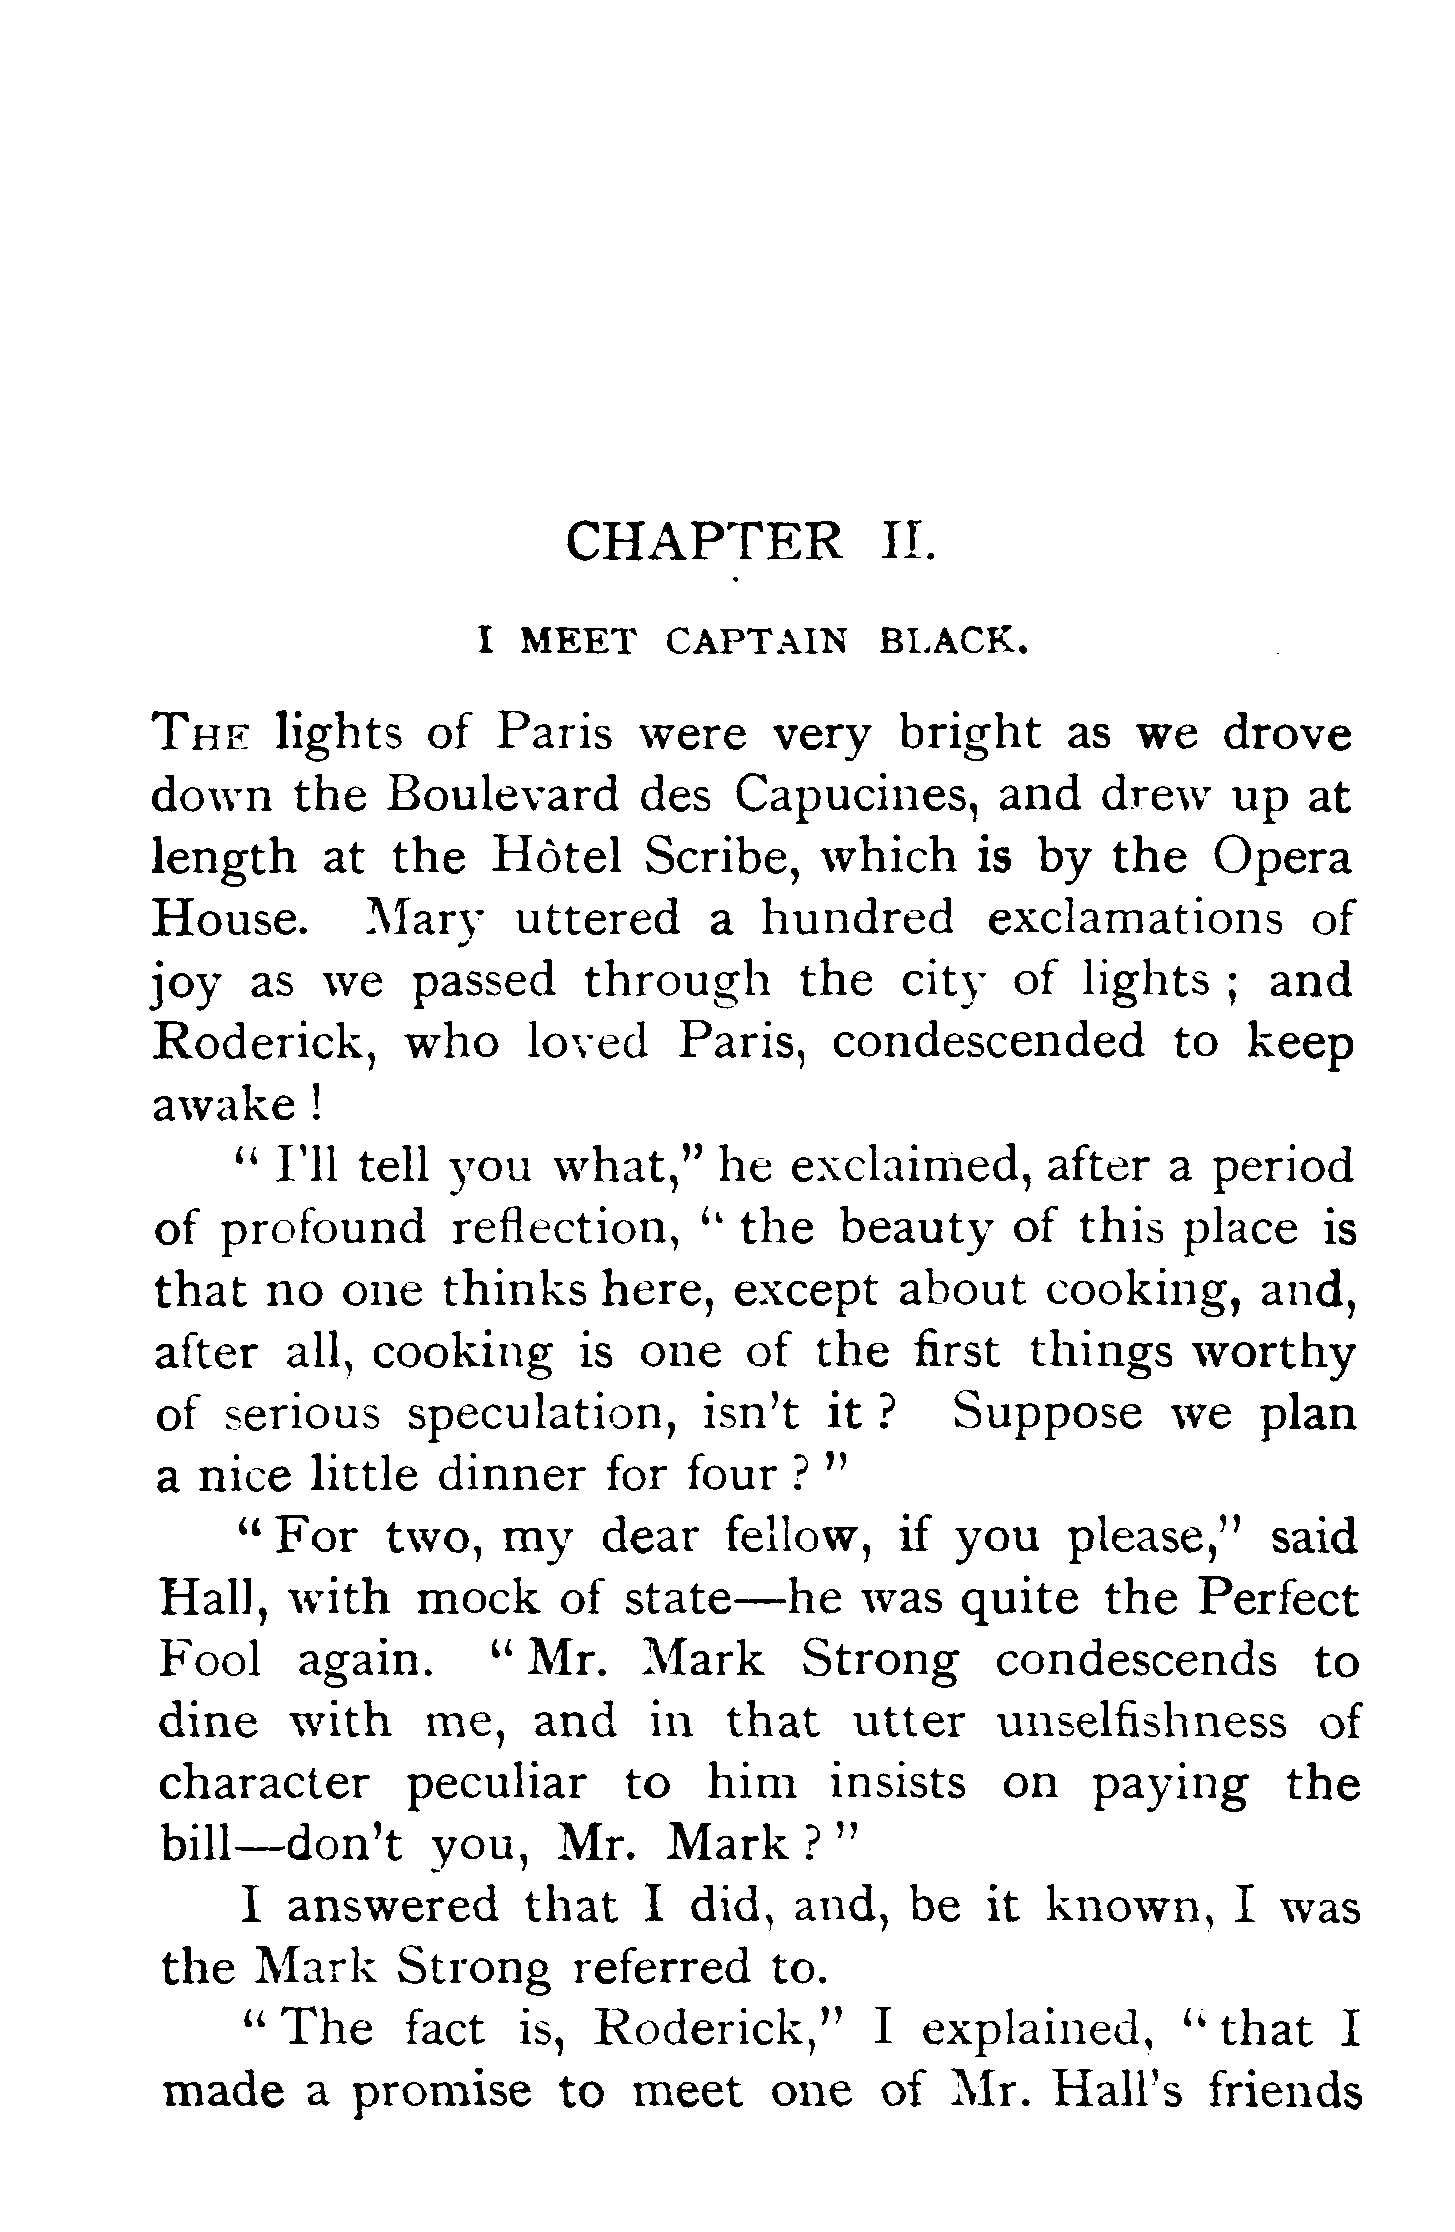 CHAPTER II.
I MEET CAPTAIN BLACK.
THE lights of Paris were very bright as we drove
down the Boulevard des Capucines, and drew up at
length at the Hôtel Scribe, which is by the Opera
House. Mary uttered a hundred exclamations of
joy as we passed through the city of lights ; and
Roderick, who loved Paris, condescended to keep
awake !
“ I’ll tell you what,” he exclaimed, after a period
of profound reflection, “ the beauty of this place is
that no one thinks here, except about cooking, and,
after all, cooking is one of the first things worthy
of serious speculation, isn’t it ? Suppose we plan
a nice little dinner for four ? ”
“ For two, my dear fellow, if you please,” said
Hall, with mock of state—he was quite the Perfect
Fool again. “ Mr. Mark Strong condescends to
dine with me, and in that utter unselfishness of
character peculiar to him insists on paying the
bill—don’t you, Mr. Mark ? ”
I answered that I did, and, be it known, I was
the Mark Strong referred to.
“ The fact is, Roderick,” I explained, “ that I
made a promise to meet one of Mr. Hall’s friends